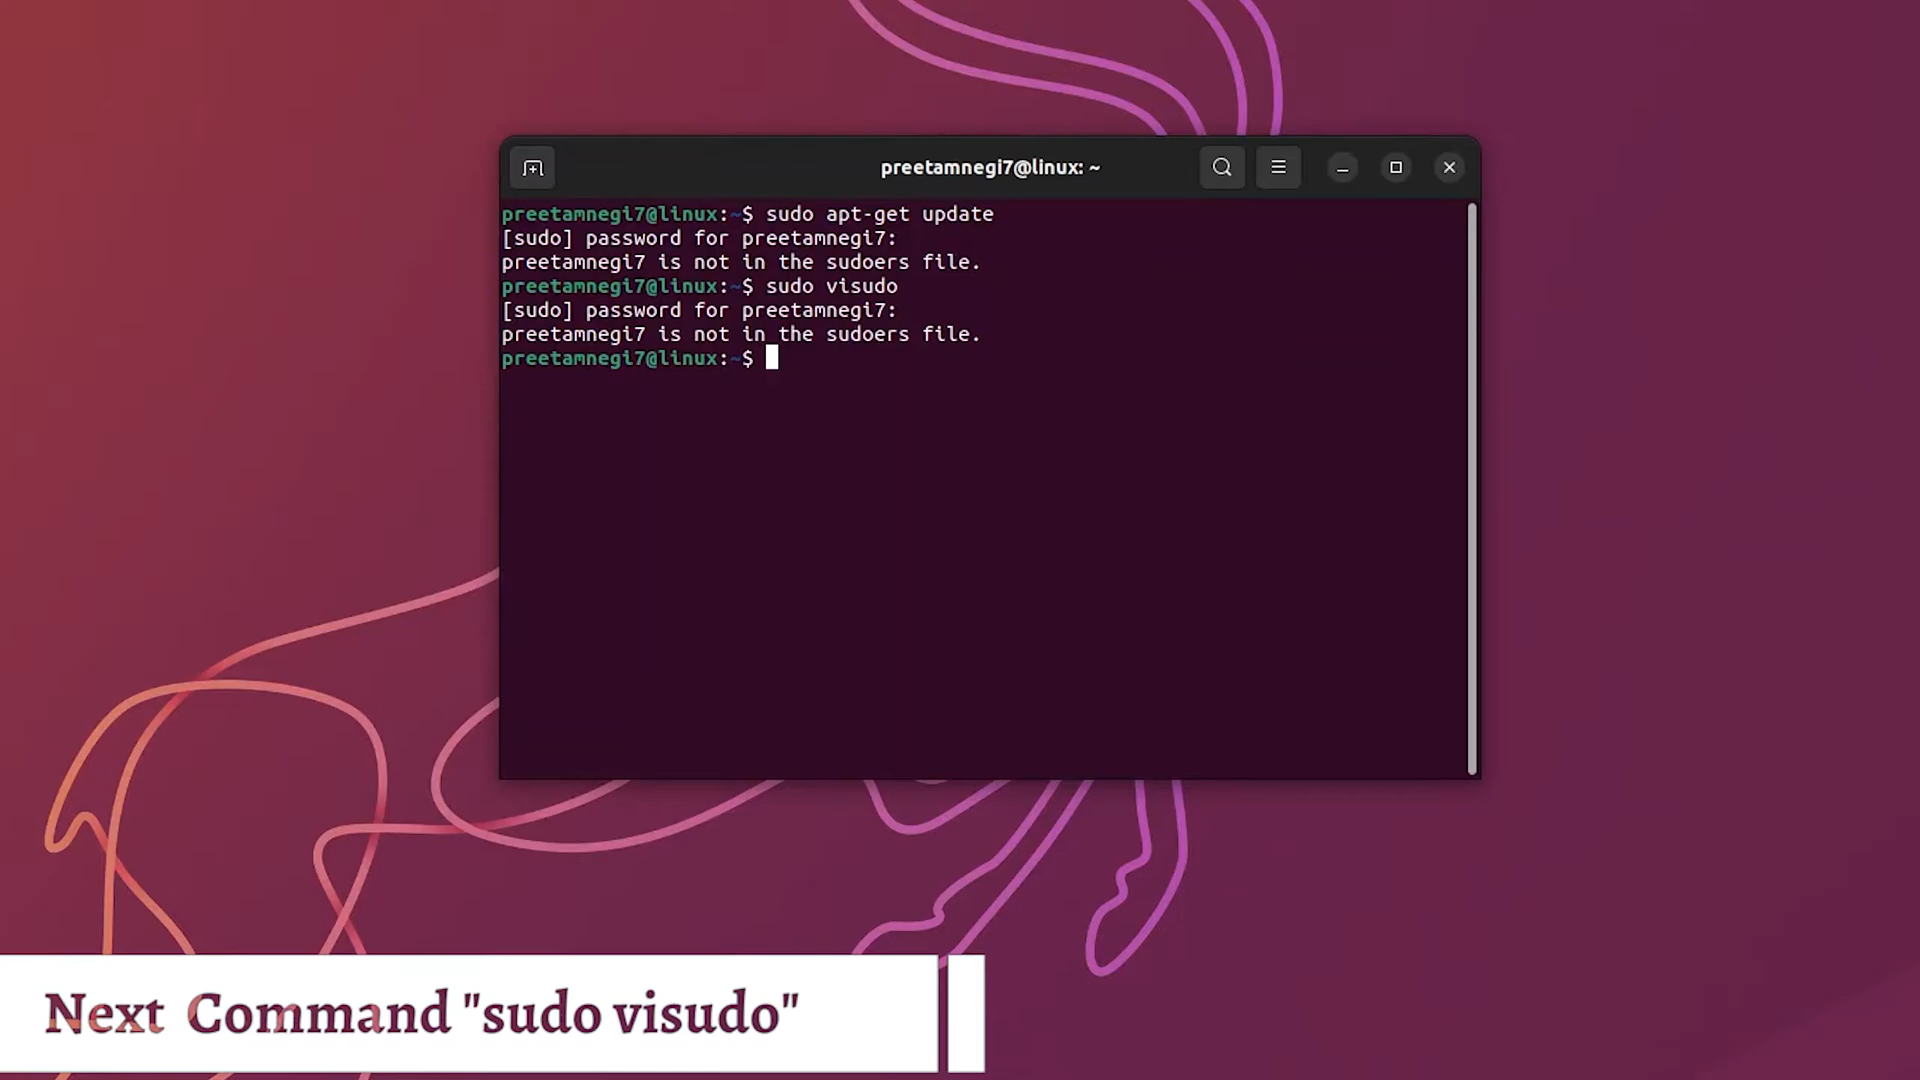 preetamnegi7@linux: ~
preetamnegi7@linux:~$ sudo apt-get update
[sudo] password for preetamnegi7:
preetamnegi7 is not in the sudoers file.
preetamnegi7@linux:~$ sudo visudo
[sudo] password for preetamnegi7:
preetamnegi7 is not in the sudoers file.
preetamnegi7@linux:~$
Next Command "sudo visudo"